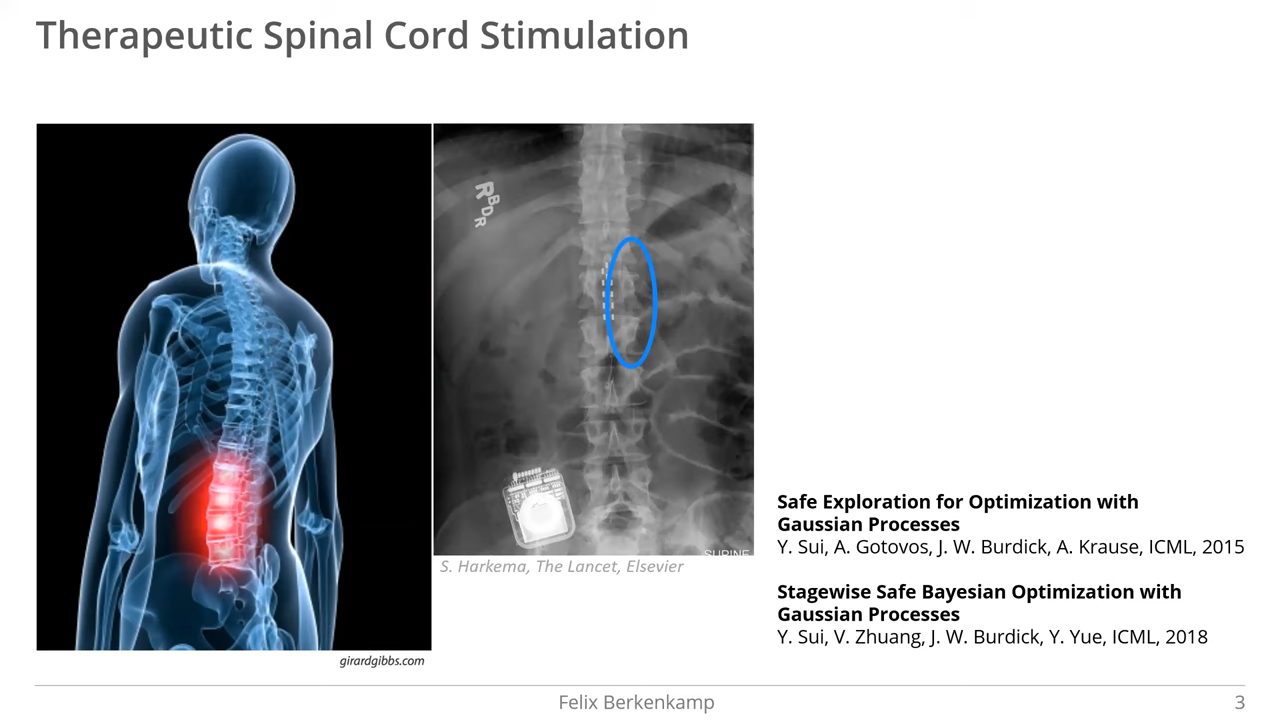 Therapeutic Spinal Cord Stimulation
R
B
D
R
SUPINE
S. Harkema, The Lancet, Elsevier
girardgibbs.com
Safe Exploration for Optimization with
Gaussian Processes
Y. Sui, A. Gotovos, J. W. Burdick, A. Krause, ICML, 2015
Stagewise Safe Bayesian Optimization with
Gaussian Processes
Y. Sui, V. Zhuang, J. W. Burdick, Y. Yue, ICML, 2018
Felix Berkenkamp
3